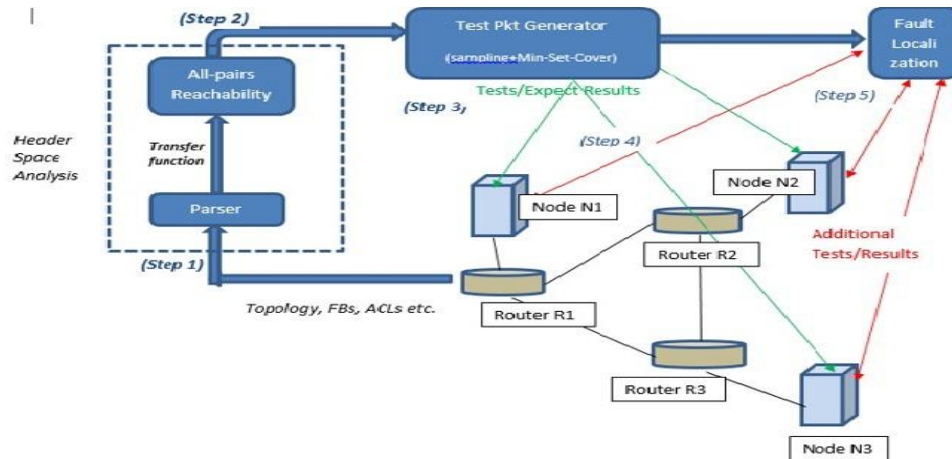 (Step 2)
Test Pkt Generator
(sampling+Min-Set-Cover)
Fault
Locali
zation
All-pairs
Reachability
Tests/Expect Results
(Step 3)
(Step 5)
Header
Space
Analysis
Transfer
function
(Step 4)
Parser
Node N1
Node N2
Router R2
Additional
Tests/Results
(Step 1)
Topology, FBs, ACLs etc.
Router R1
Router R3
Node N3